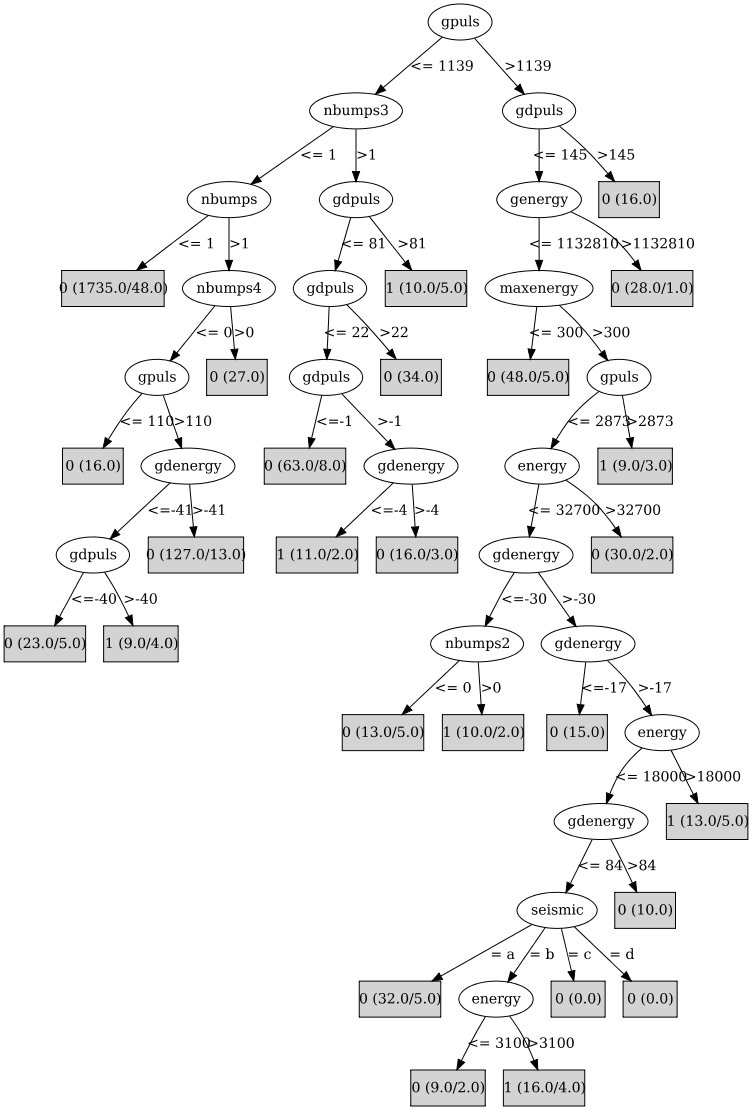 gpuls
<= 1139 >1139
nbumps3 gdpuls
<= 1 >1 <= 145 >145
nbumps gdpuls genergy 0 (16.0)
<= 1 >1 <= 81 >81 <= 1132810 >1132810
0 (1735.0/48.0) nbumps4 gdpuls 1 (10.0/5.0) maxenergy 0 (28.0/1.0)
<= 0 >0 <= 22 >22 <= 300 >300
gpuls 0 (27.0) gdpuls 0 (34.0) 0 (48.0/5.0) gpuls
<= 110 >110 <=-1 >-1 <= 2873 >2873
0 (16.0) gdenergy 0 (63.0/8.0) gdenergy energy 1 (9.0/3.0)
<=-41 >-41 <=-4 >-4 <= 32700 >32700
gdpuls 0 (127.0/13.0) 1 (11.0/2.0) 0 (16.0/3.0) gdenergy 0 (30.0/2.0)
<=-40 >-40 <=-30 >-30
0 (23.0/5.0) 1 (9.0/4.0) nbumps2 gdenergy
<= 0 >0 <=-17 >-17
0 (13.0/5.0) 1 (10.0/2.0) 0 (15.0) energy
<= 18000 >18000
gdenergy 1 (13.0/5.0)
<= 84 >84
seismic 0 (10.0)
= a = b = c = d
0 (32.0/5.0) energy 0 (0.0) 0 (0.0)
<= 3100 >3100
0 (9.0/2.0) 1 (16.0/4.0)